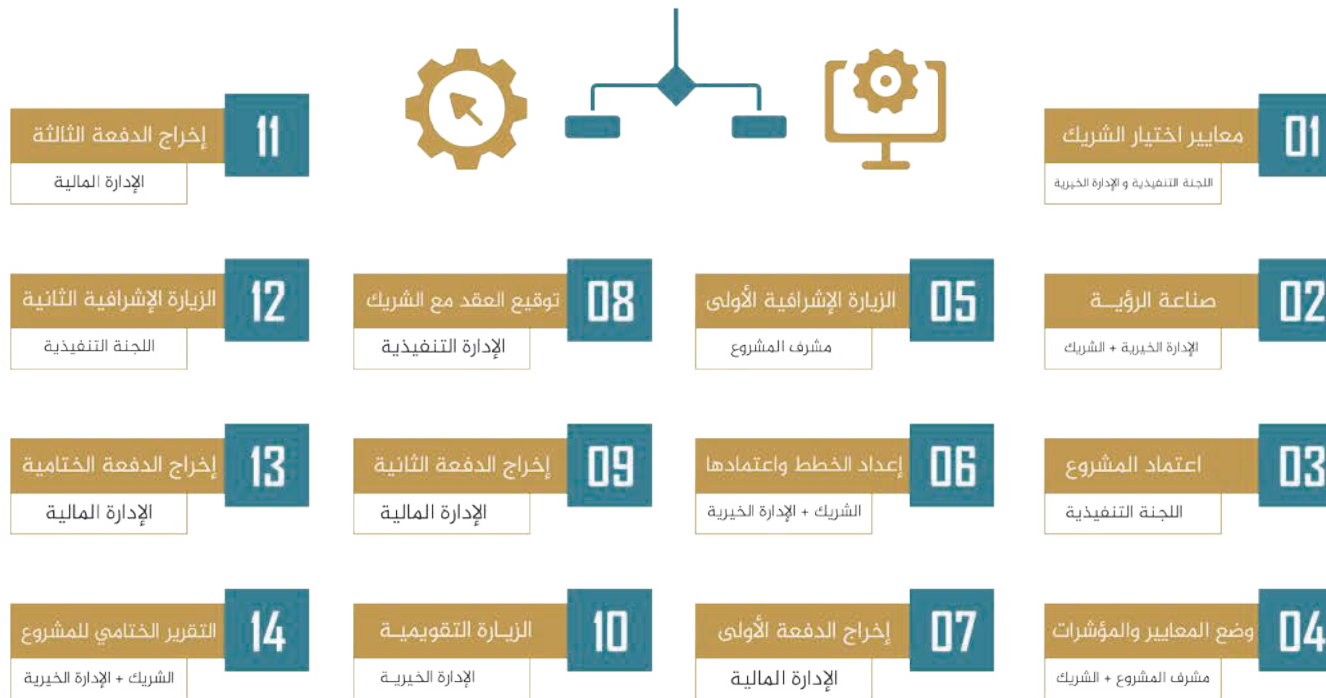 01
معايير اختيار الشريك
اللجنة التنفيذية و الإدارة الخيرية
02
صناعة الرؤيــة
الإدارة الخيرية + الشريك
03
اعتماد المشروع
اللجنة التنفيذية
04
وضع المعايير والمؤشرات
مشرف المشروع + الشريك
05
الزيارة الإشرافية الأولى
مشرف المشروع
06
إعداد الخطط واعتمادها
الشريك + الإدارة الخيرية
07
إخراج الدفعة الأولى
الإدارة المالية
08
توقيع العقد مع الشريك
الإدارة التنفيذية
09
إخراج الدفعة الثانية
الإدارة المالية
10
الزيـارة التقويميـة
الإدارة الخيريـة
11
إخراج الدفعة الثالثة
الإدارة المالية
12
الزيارة الإشرافية الثانية
اللجنة التنفيذية
13
إخراج الدفعة الختامية
الإدارة المالية
14
التقرير الختامي للمشروع
الشريك + الإدارة الخيرية